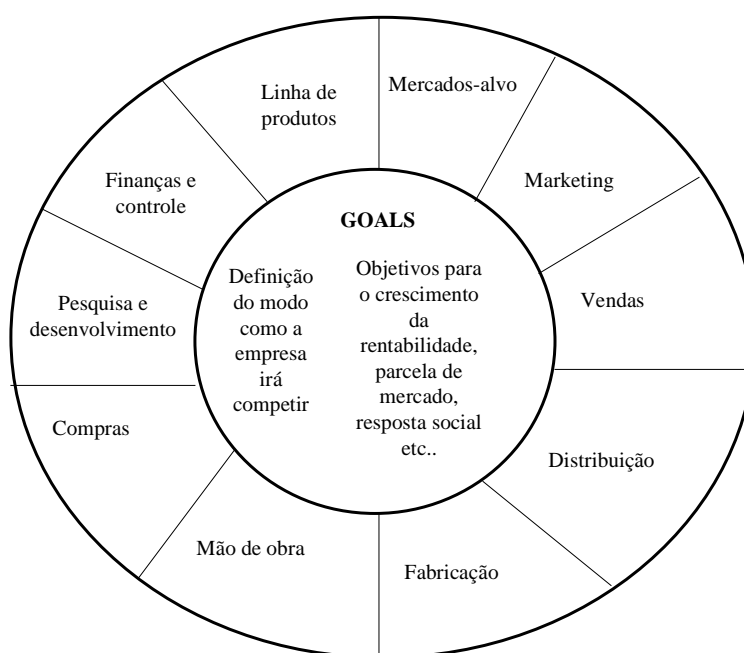 Linha de
produtos
Mercados-alvo
Marketing
Vendas
Distribuição
Fabricação
Mão de obra
Compras
Pesquisa e
desenvolvimento
Finanças e
controle
GOALS
Definição
do modo
como a
empresa
irá
competir
Objetivos para
o crescimento
da
rentabilidade,
parcela de
mercado,
resposta social
etc..